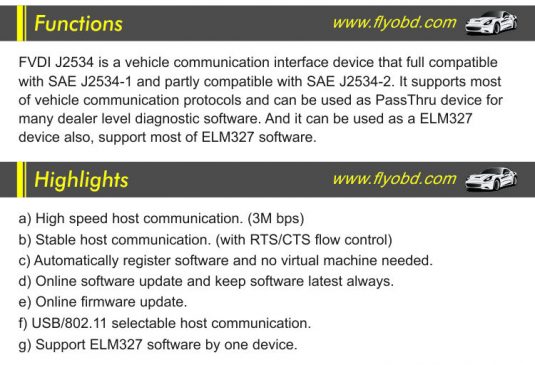 Functions
www.flyobd.com
FVDI J2534 is a vehicle communication interface device that full compatible
with SAE J2534-1 and partly compatible with SAE J2534-2. It supports most
of vehicle communication protocols and can be used as PassThru device for
many dealer level diagnostic software. And it can be used as a ELM327
device also, support most of ELM327 software.
Highlights
www.flyobd.com
a) High speed host communication. (3M bps)
b) Stable host communication. (with RTS/CTS flow control)
c) Automatically register software and no virtual machine needed.
d) Online software update and keep software latest always.
e) Online firmware update.
f) USB/802.11 selectable host communication.
g) Support ELM327 software by one device.